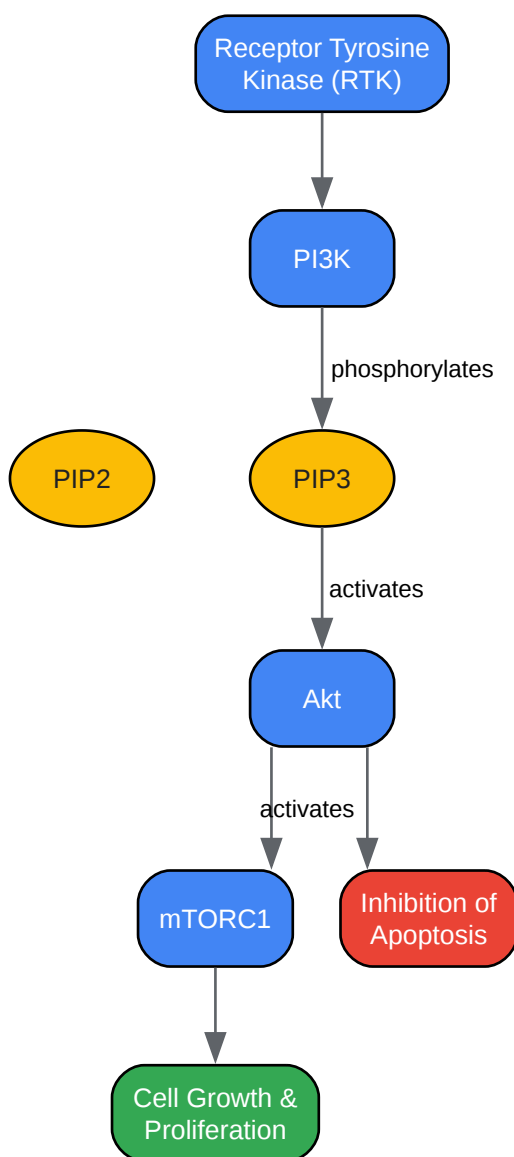 Receptor Tyrosine
Kinase (RTK)
PI3K
phosphorylates
PIP2
PIP3
activates
Akt
activates
mTORC1
Inhibition of
Apoptosis
Cell Growth &
Proliferation